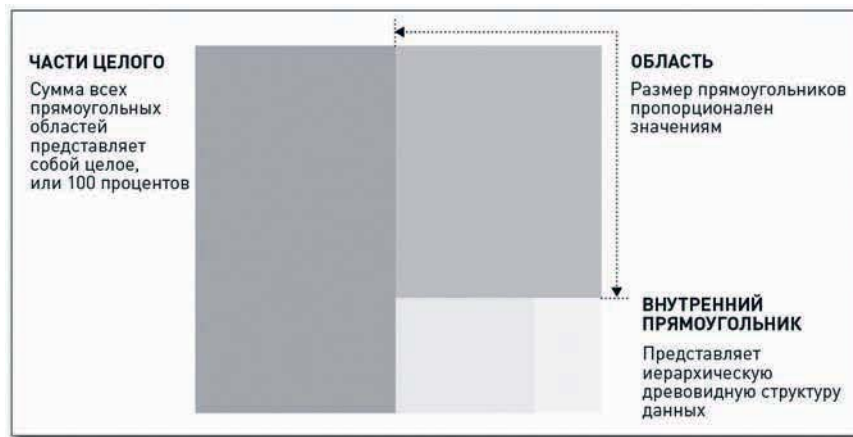 ЧАСТИ ЦЕЛОГО
Сумма всех
прямоугольных
областей
представляет
собой целое,
или 100 процентов
ОБЛАСТЬ
Размер прямоугольников
пропорционален
значениям
ВНУТРЕННИЙ
ПРЯМОУГОЛЬНИК
Представляет
иерархическую
древовидную структуру
данных